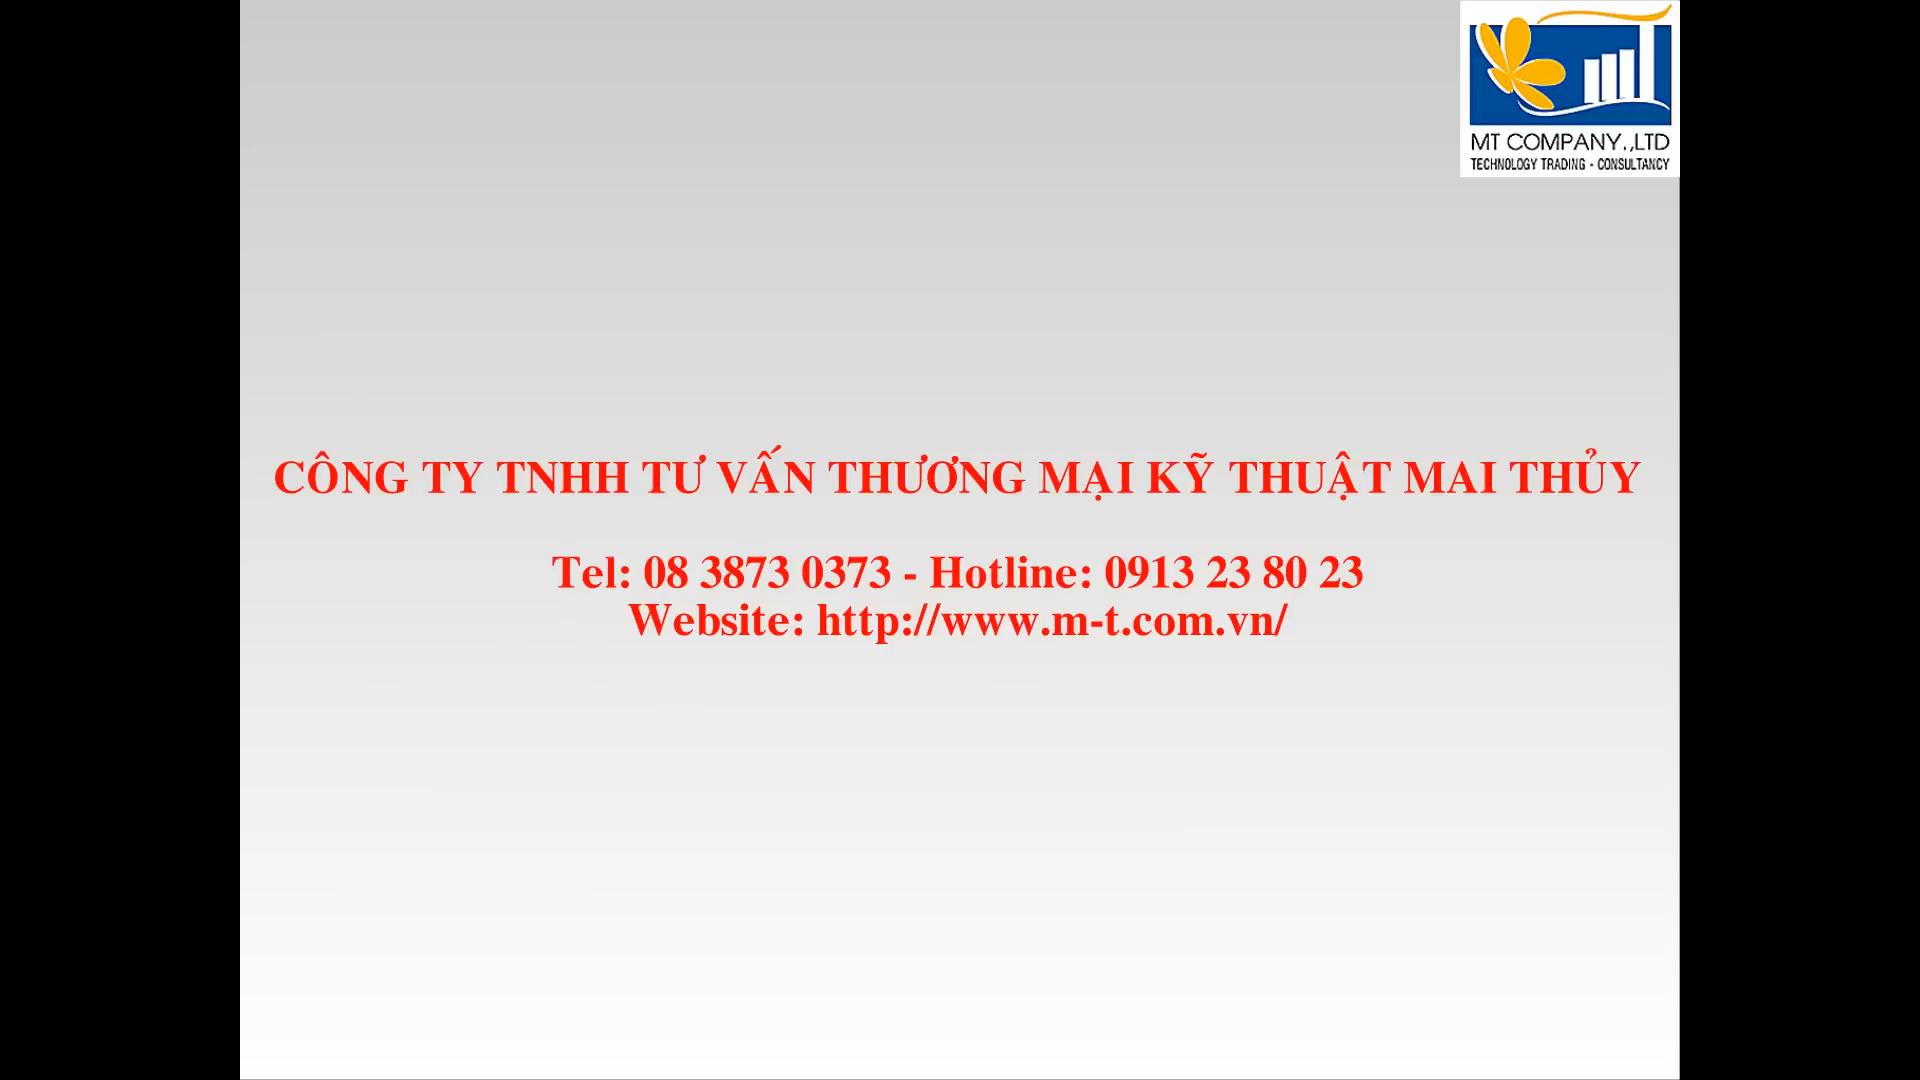 MT COMPANY.,LTD
TECHNOLOGY TRADING - CONSULTANCY
CÔNG TY TNHH TƯ VẤN THƯƠNG MẠI KỸ THUẬT MAI THỦY
Tel: 08 3873 0373 - Hotline: 0913 23 80 23
Website: http://www.m-t.com.vn/